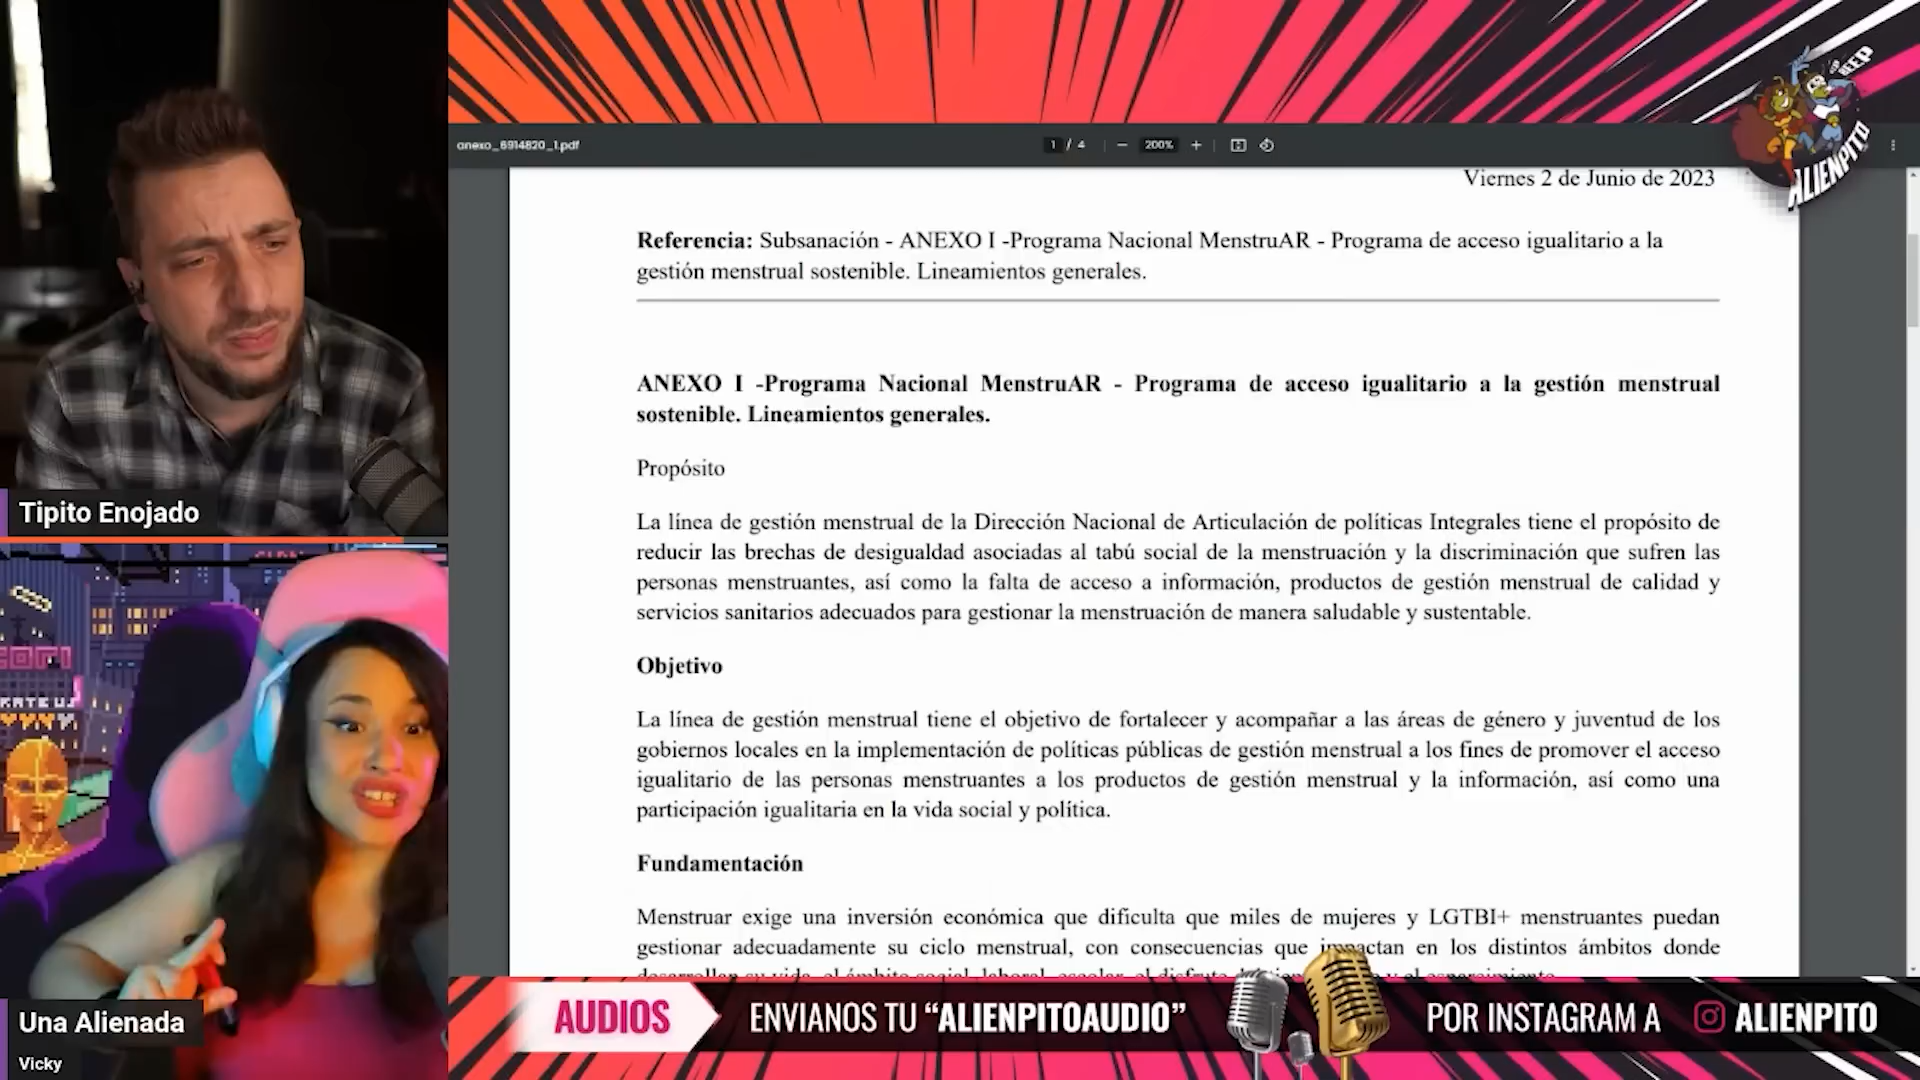 anexo_6914820_1.pdf
1 / 4
200%
BEEP
ALIENPITO
Viernes 2 de Junio de 2023
Referencia: Subsanación - ANEXO I -Programa Nacional MenstruAR - Programa de acceso igualitario a la
gestión menstrual sostenible. Lineamientos generales.
ANEXO I -Programa Nacional MenstruAR - Programa de acceso igualitario a la gestión menstrual
sostenible. Lineamientos generales.
Propósito
La línea de gestión menstrual de la Dirección Nacional de Articulación de políticas Integrales tiene el propósito de
reducir las brechas de desigualdad asociadas al tabú social de la menstruación y la discriminación que sufren las
personas menstruantes, así como la falta de acceso a información, productos de gestión menstrual de calidad y
servicios sanitarios adecuados para gestionar la menstruación de manera saludable y sustentable.
Objetivo
La línea de gestión menstrual tiene el objetivo de fortalecer y acompañar a las áreas de género y juventud de los
gobiernos locales en la implementación de políticas públicas de gestión menstrual a los fines de promover el acceso
igualitario de las personas menstruantes a los productos de gestión menstrual y la información, así como una
participación igualitaria en la vida social y política.
Fundamentación
Menstruar exige una inversión económica que dificulta que miles de mujeres y LGTBI+ menstruantes puedan
gestionar adecuadamente su ciclo menstrual, con consecuencias que impactan en los distintos ámbitos donde
Tipito Enojado
Una Alienada
Vicky
AUDIOS
ENVIANOS TU “ALIENPITOAUDIO”
POR INSTAGRAM A ALIENPITO